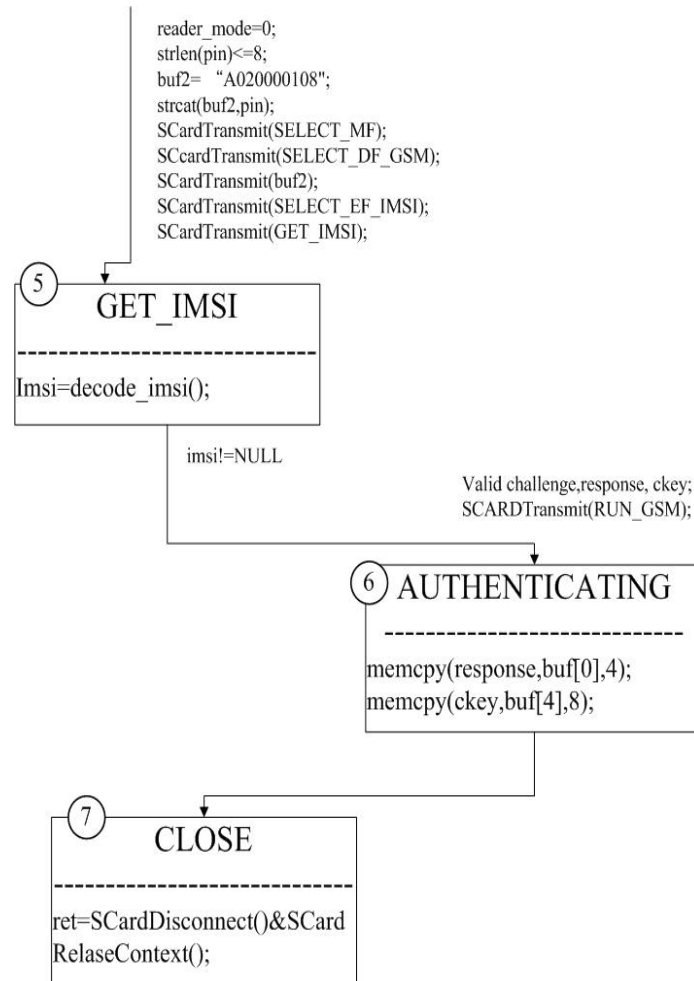 reader_mode=0;
strlen(pin)<=8;
buf2= “A020000108";
strcat(buf2,pin);
SCardTransmit(SELECT_MF);
SCcardTransmit(SELECT_DF_GSM);
SCardTransmit(buf2);
SCardTransmit(SELECT_EF_IMSI);
SCardTransmit(GET_IMSI);
5
GET_IMSI
Imsi=decode_imsi();
imsi!=NULL
Valid challenge,response, ckey;
SCARDTransmit(RUN_GSM);
6
AUTHENTICATING
memcpy(response,buf[0],4);
memcpy(ckey,buf[4],8);
7
CLOSE
ret=SCardDisconnect()&SCard
RelaseContext();